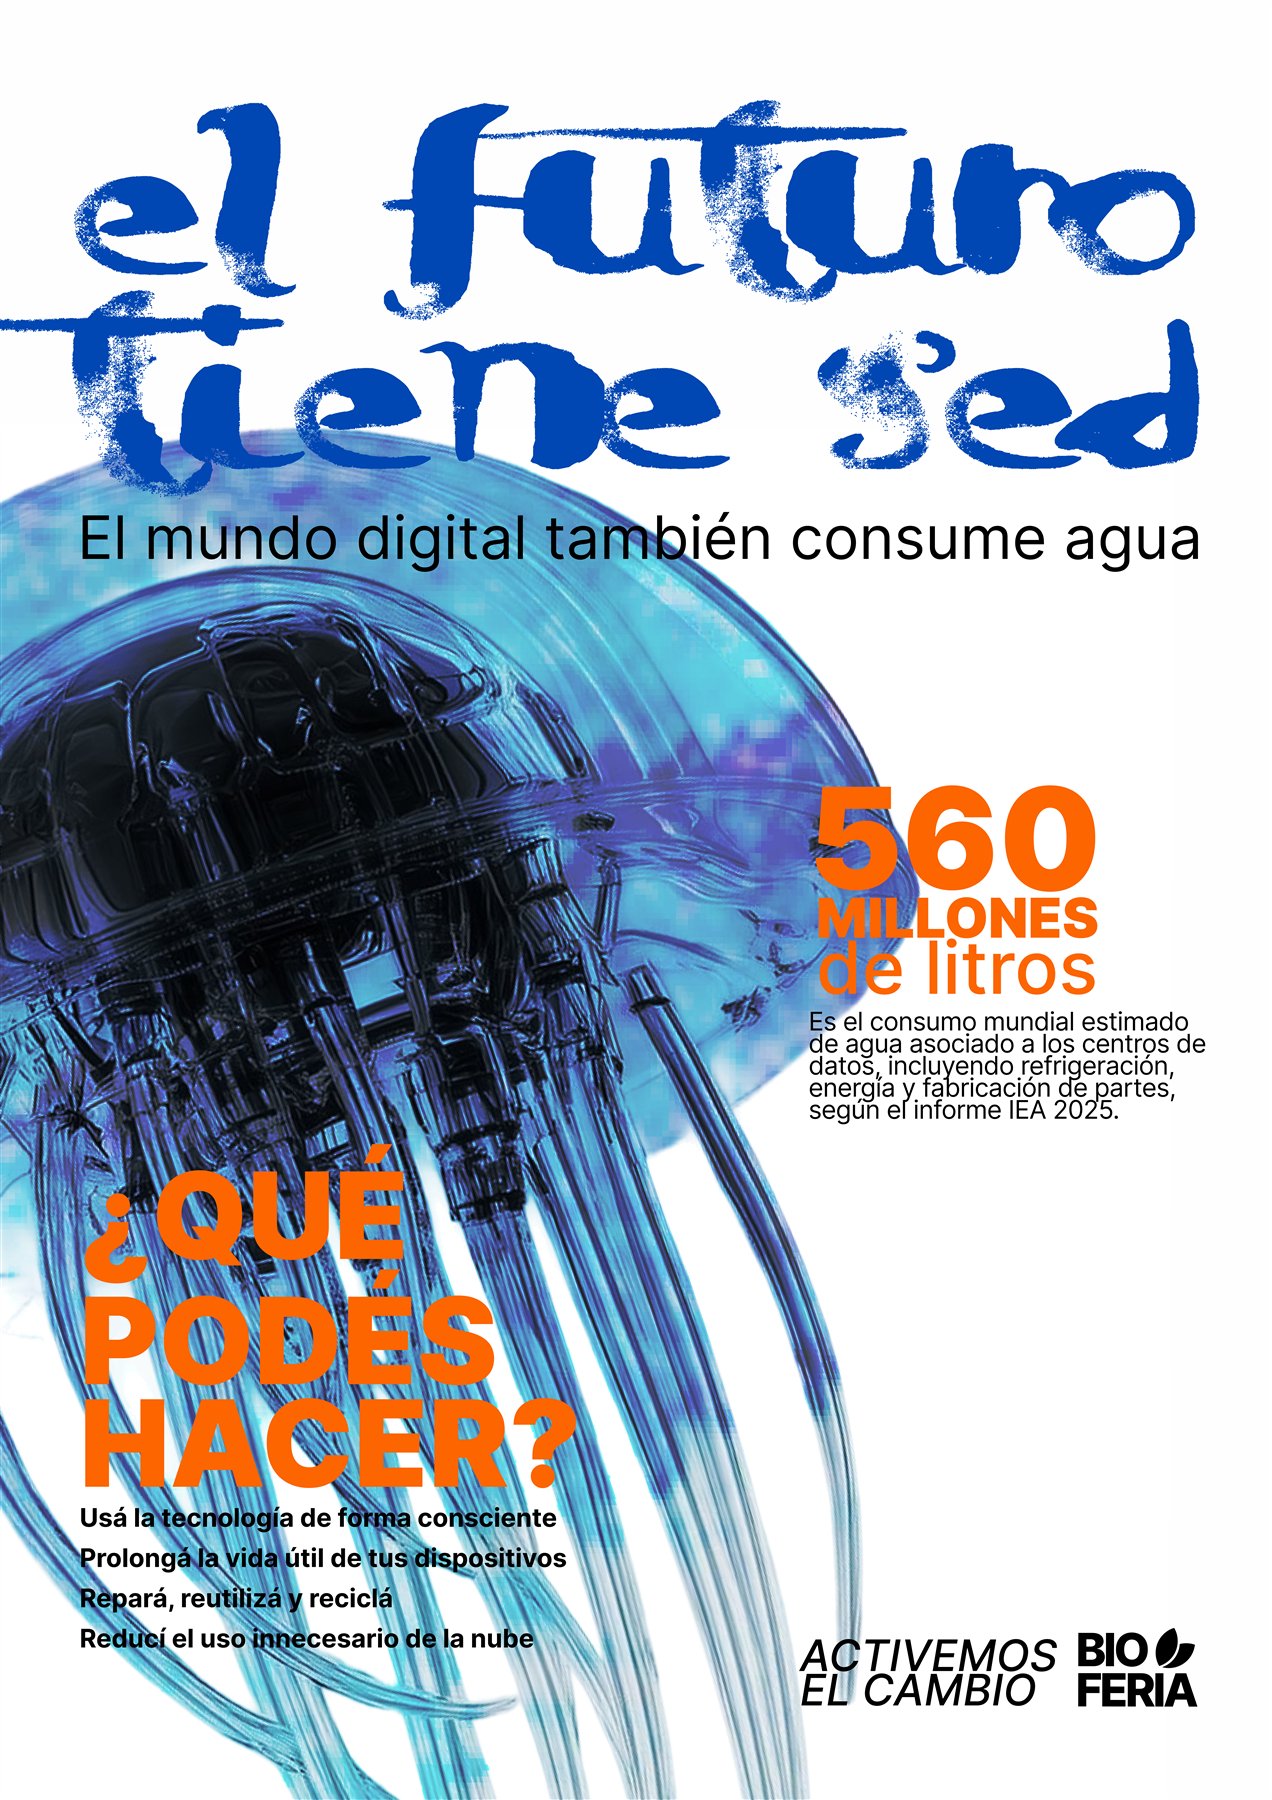 el futuro
tiene sed
El mundo digital también consume agua
560
MILLONES
de litros
Es el consumo mundial estimado
de agua asociado a los centros de
datos, incluyendo refrigeración,
energía y fabricación de partes,
según el informe IEA 2025.
¿QUÉ
PODÉS
HACER?
Usá la tecnología de forma consciente
Prolongá la vida útil de tus dispositivos
Repará, reutilizá y reciclá
Reducí el uso innecesario de la nube
ACTIVEMOS
EL CAMBIO
BIO
FERIA